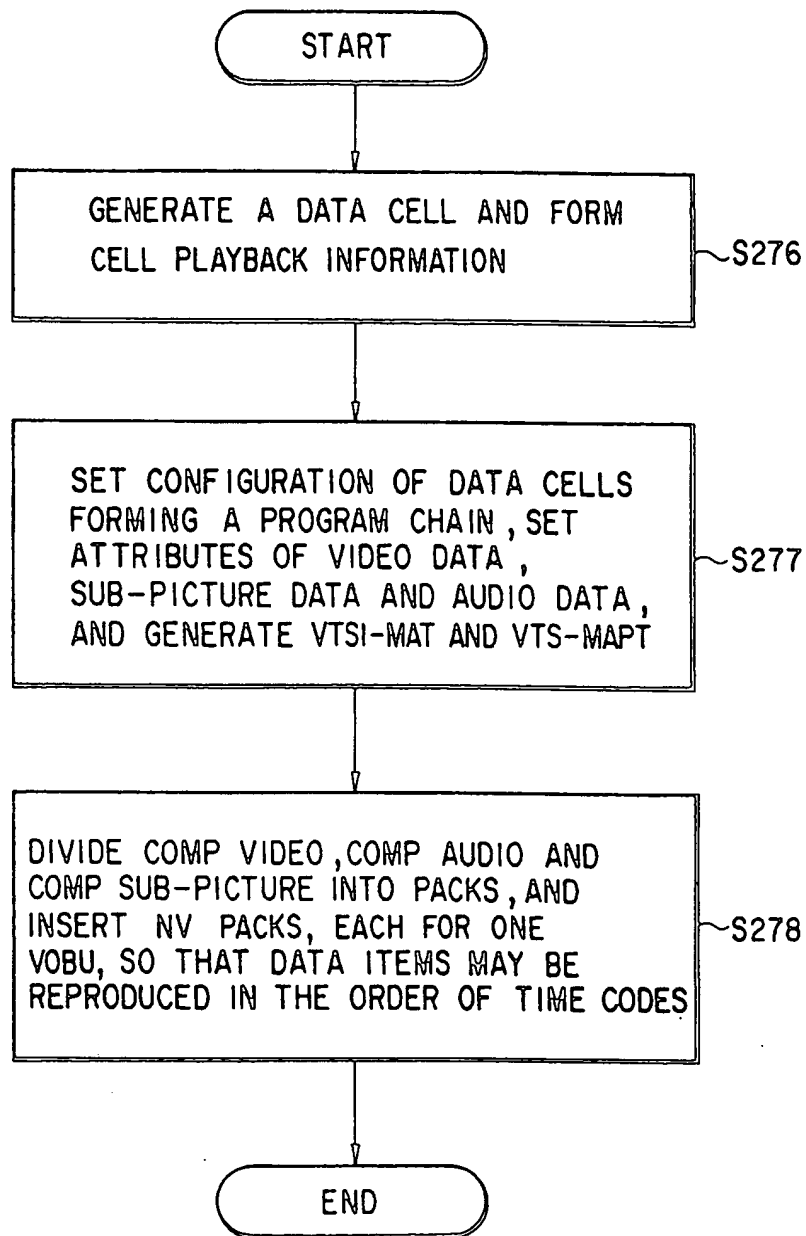 START
GENERATE A DATA CELL AND FORM
CELL PLAYBACK INFORMATION
S276
SET CONFIGURATION OF DATA CELLS
FORMING A PROGRAM CHAIN, SET
ATTRIBUTES OF VIDEO DATA,
SUB-PICTURE DATA AND AUDIO DATA,
AND GENERATE VTSI-MAT AND VTS-MAPT
S277
DIVIDE COMP VIDEO, COMP AUDIO AND
COMP SUB-PICTURE INTO PACKS, AND
INSERT NV PACKS, EACH FOR ONE
VOBU, SO THAT DATA ITEMS MAY BE
REPRODUCED IN THE ORDER OF TIME CODES
S278
END